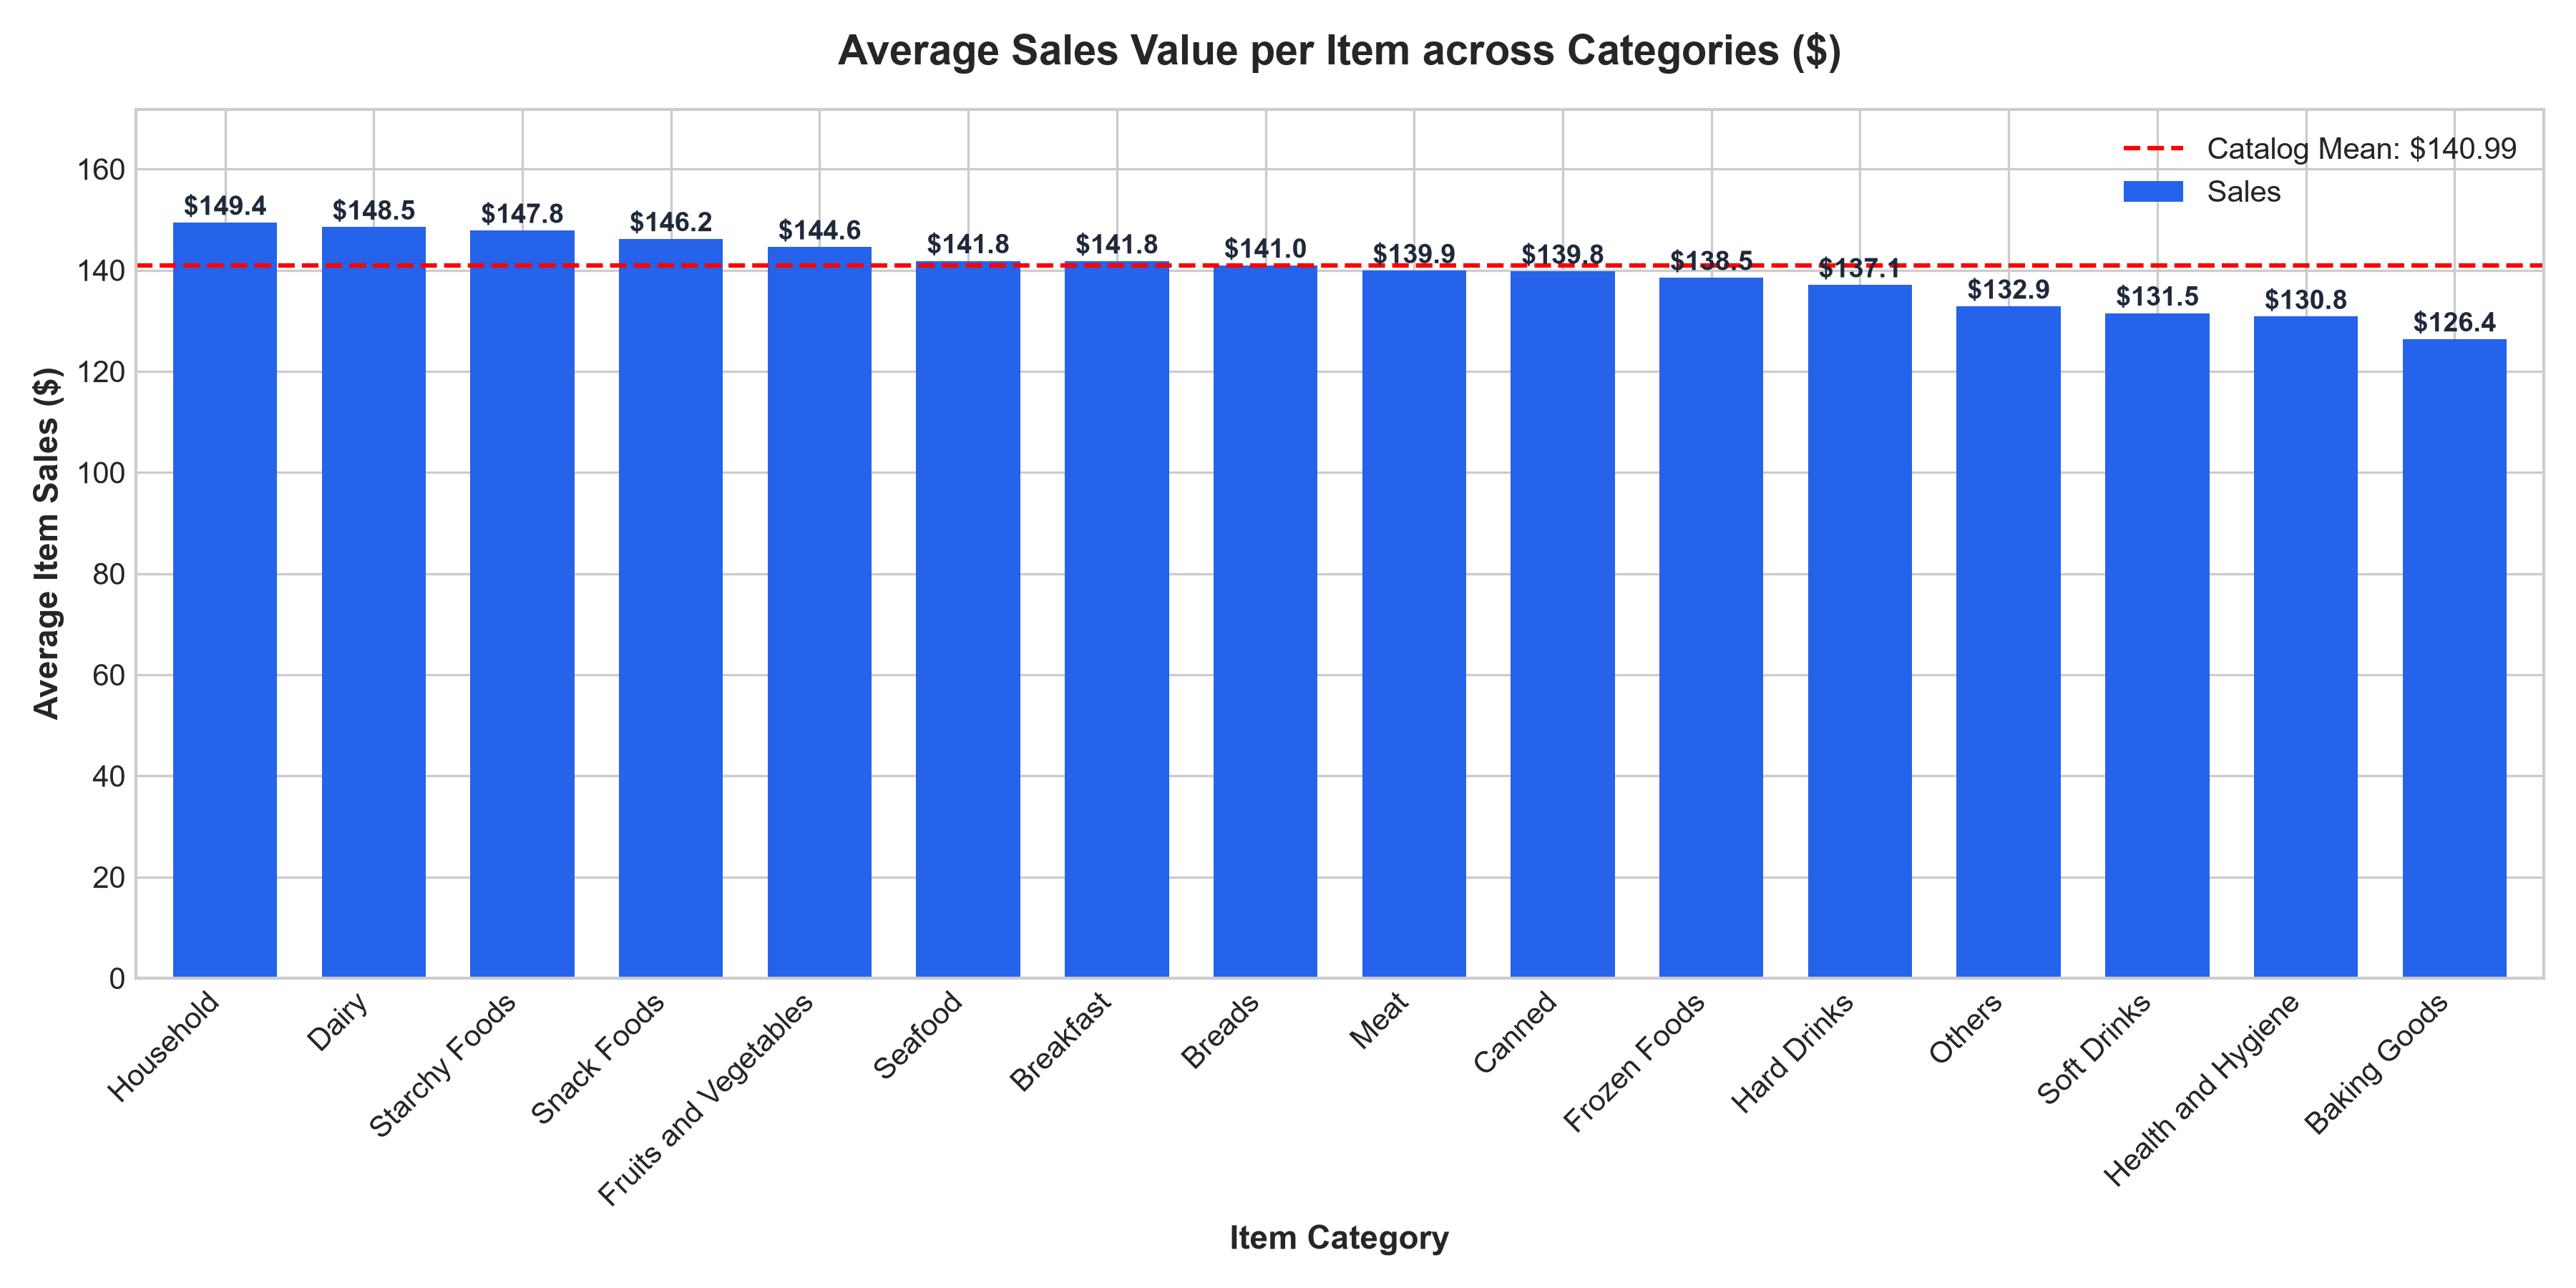 Average Sales Value per Item across Categories ($)
Catalog Mean: $140.99
Sales
Average Item Sales ($)
160
140
120
100
80
60
40
20
0
$149.4
$148.5
$147.8
$146.2
$144.6
$141.8
$141.8
$141.0
$139.9
$139.8
$138.5
$137.1
$132.9
$131.5
$130.8
$126.4
Household
Dairy
Starchy Foods
Snack Foods
Fruits and Vegetables
Seafood
Breakfast
Breads
Meat
Canned
Frozen Foods
Hard Drinks
Others
Soft Drinks
Health and Hygiene
Baking Goods
Item Category